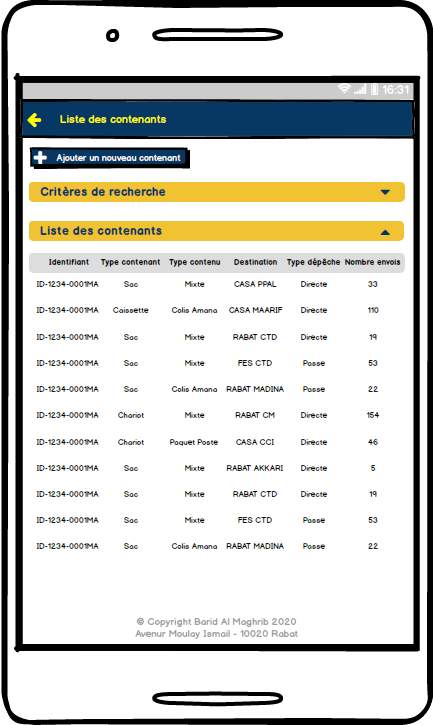 16:31
Liste des contenants
Ajouter un nouveau contenant
Critères de recherche
Liste des contenants
Identifiant Type contenant Type contenu Destination Type dépêche Nombre envois
ID-1234-0001MA Sac Mixte CASA PPAL Directe 33
ID-1234-0001MA Caissette Colis Amana CASA MAARIF Directe 110
ID-1234-0001MA Sac Mixte RABAT CTD Directe 19
ID-1234-0001MA Sac Mixte FES CTD Passe 53
ID-1234-0001MA Sac Colis Amana RABAT MADINA Passe 22
ID-1234-0001MA Chariot Mixte RABAT CM Directe 154
ID-1234-0001MA Chariot Paquet Poste CASA CCI Directe 46
ID-1234-0001MA Sac Mixte RABAT AKKARI Directe 5
ID-1234-0001MA Sac Mixte RABAT CTD Directe 19
ID-1234-0001MA Sac Mixte FES CTD Passe 53
ID-1234-0001MA Sac Colis Amana RABAT MADINA Passe 22
© Copyright Barid Al Maghrib 2020
Avenur Moulay Ismail - 10020 Rabat